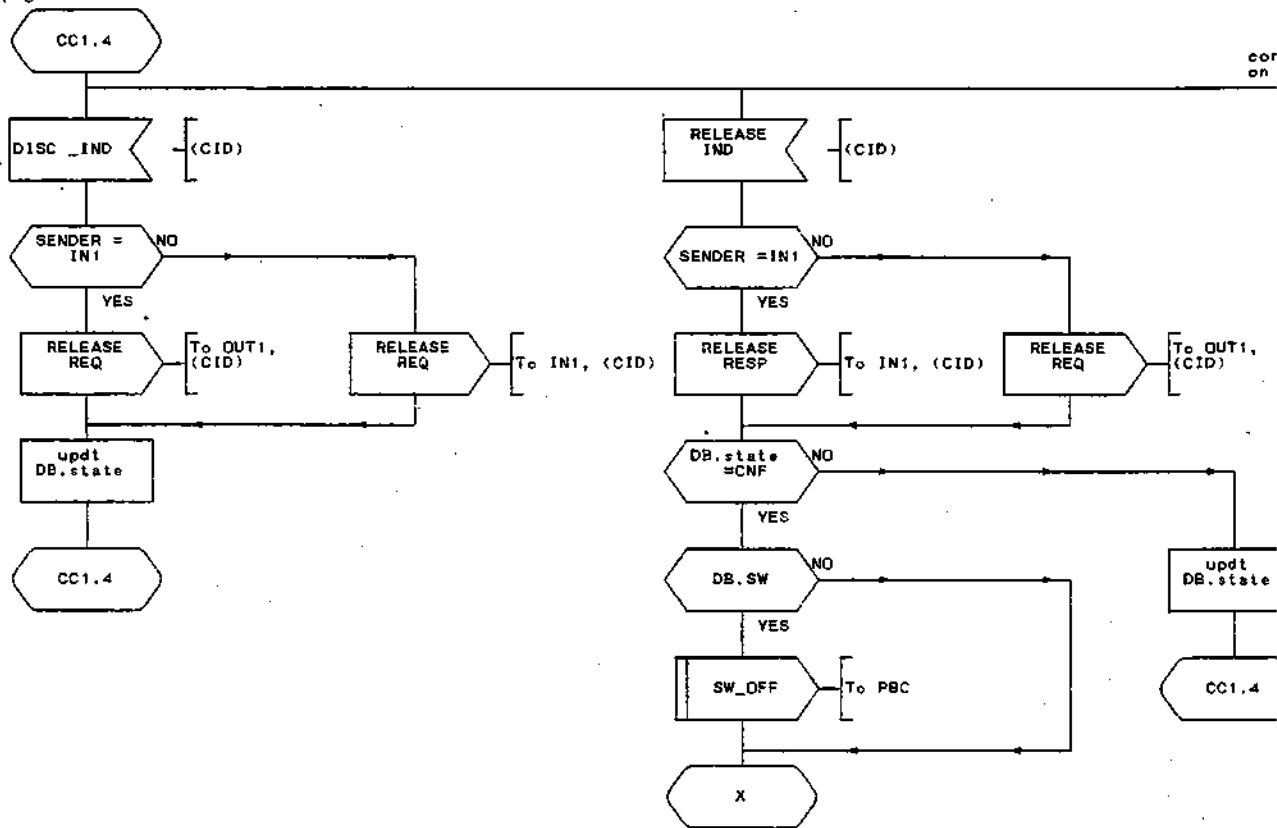 CC1.4
on
DISC _IND
(CID)
RELEASE
IND
(CID)
SENDER =
IN1
NO
YES
SENDER =IN1
NO
YES
RELEASE
REQ
To OUT1,
(CID)
RELEASE
REQ
To IN1, (CID)
RELEASE
RESP
To IN1, (CID)
RELEASE
REQ
To OUT1,
(CID)
updt
DB.state
DB.state
=CNF
NO
YES
CC1.4
DB.SW
NO
YES
updt
DB.state
SW_OFF
To PBC
CC1.4
X